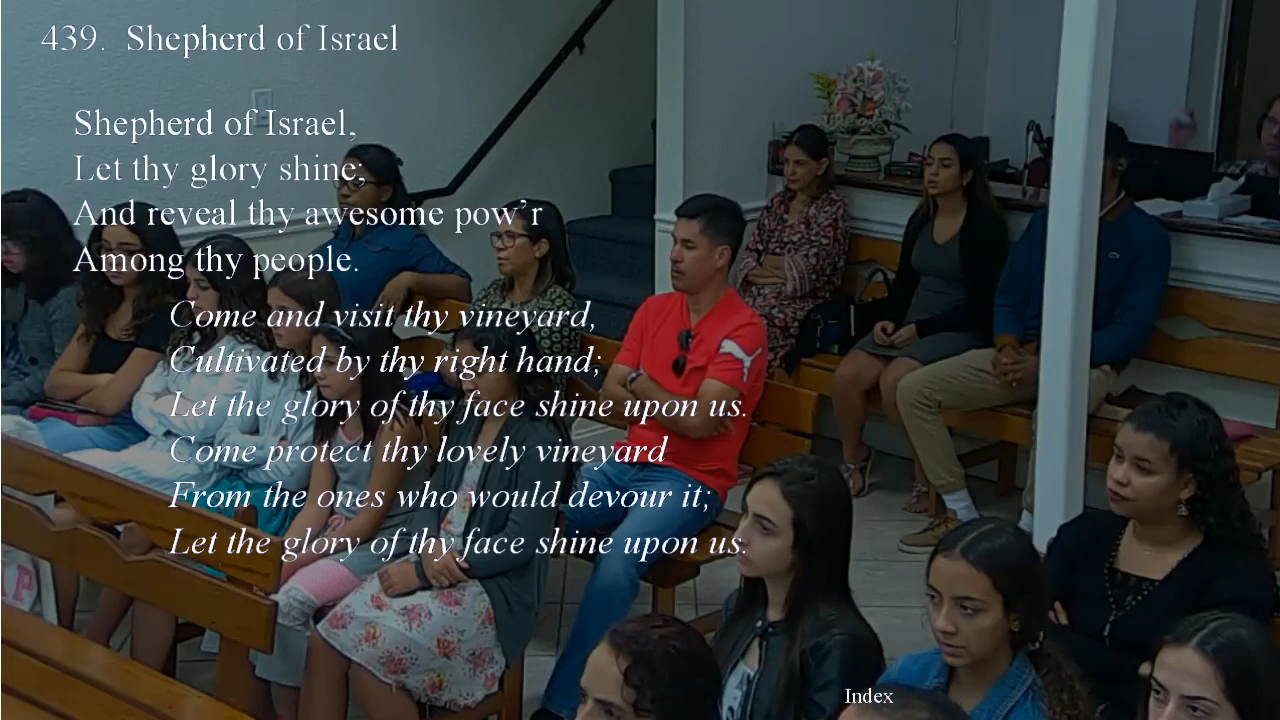 439. Shepherd of Israel
Shepherd of Israel,
Let thy glory shine;
And reveal thy awesome pow’r
Among thy people.
Come and visit thy vineyard,
Cultivated by thy right hand;
Let the glory of thy face shine upon us.
Come protect thy lovely vineyard
From the ones who would devour it;
Let the glory of thy face shine upon us.
Index